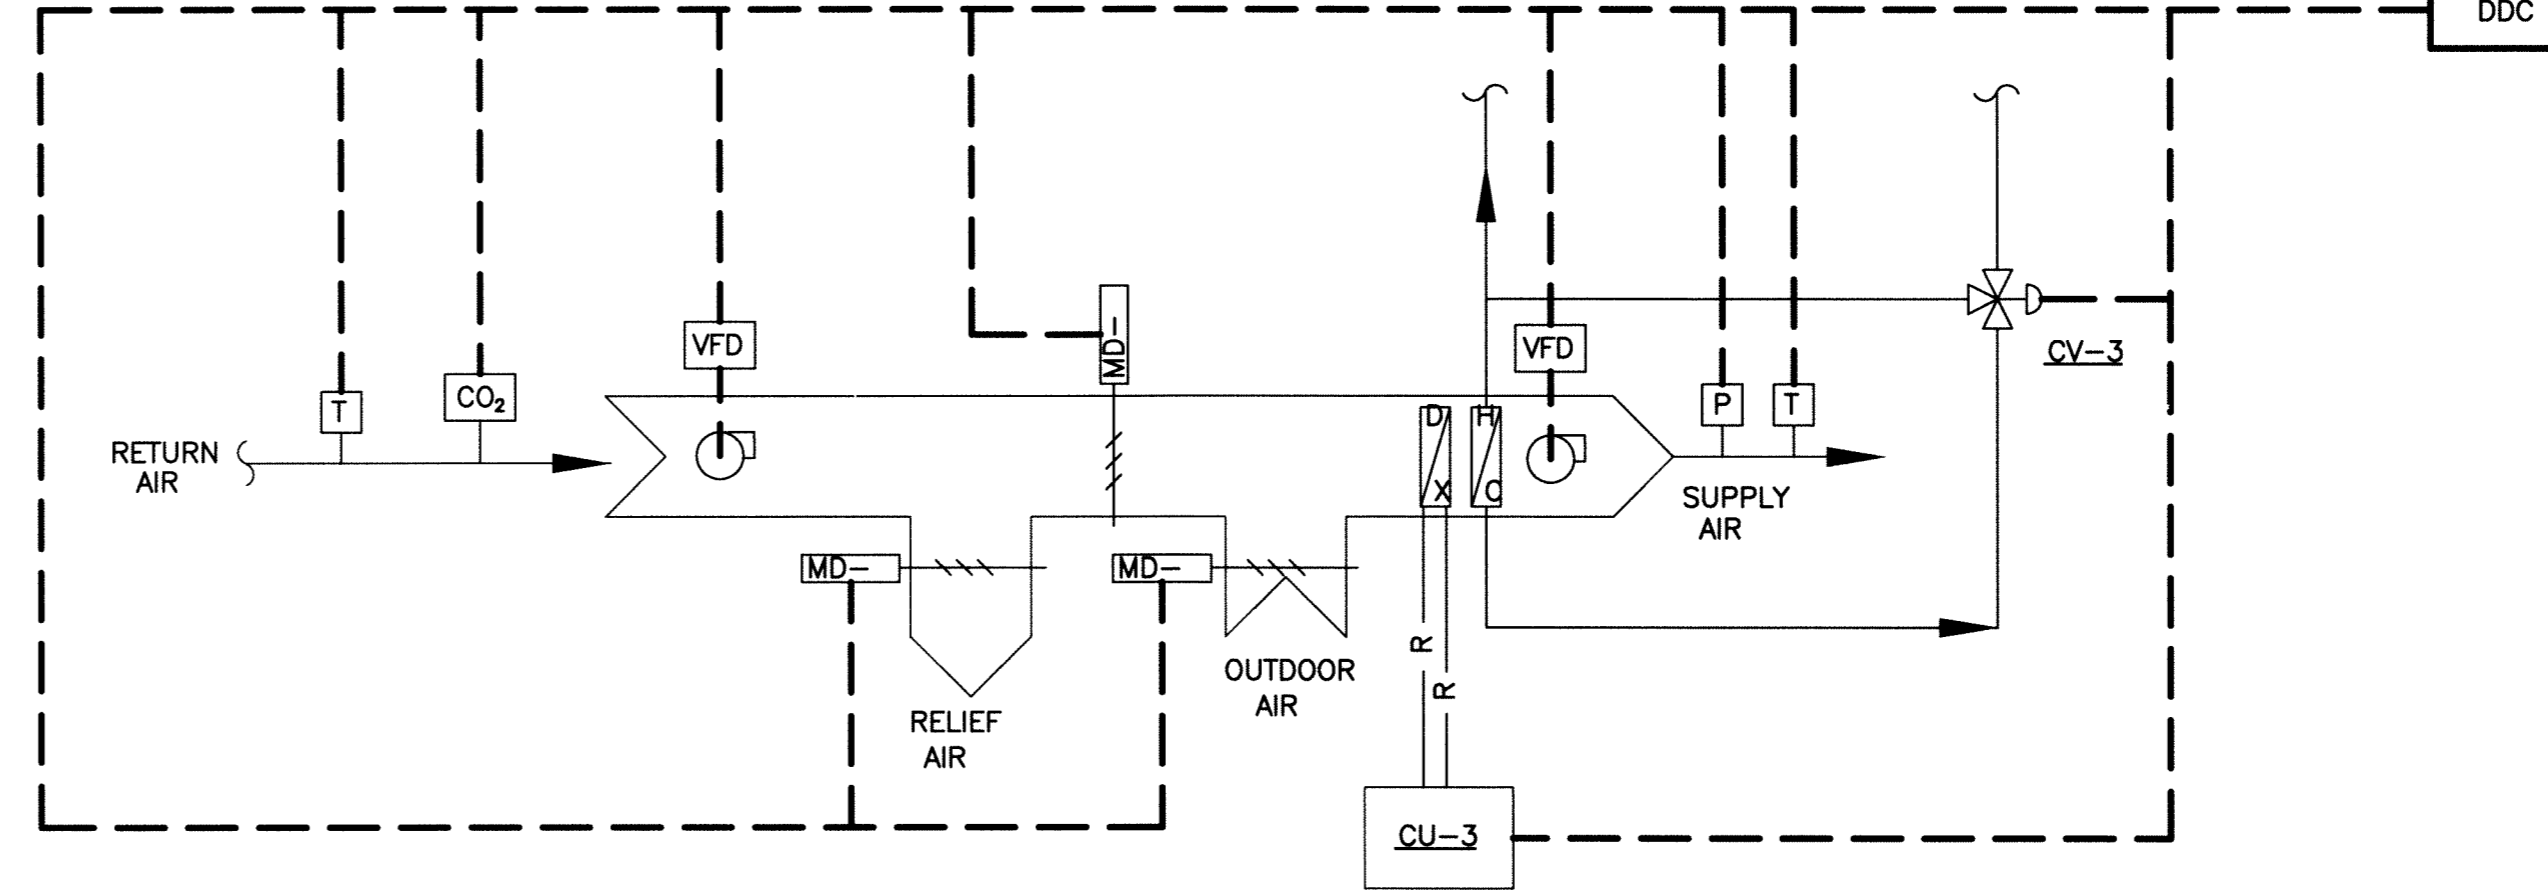 DDC
MD-
VFD
VFD
CV-3
T
CO₂
P
T
D
X
H
C
RETURN
AIR
SUPPLY
AIR
MD-
MD-
R
R
OUTDOOR
AIR
RELIEF
AIR
CU-3